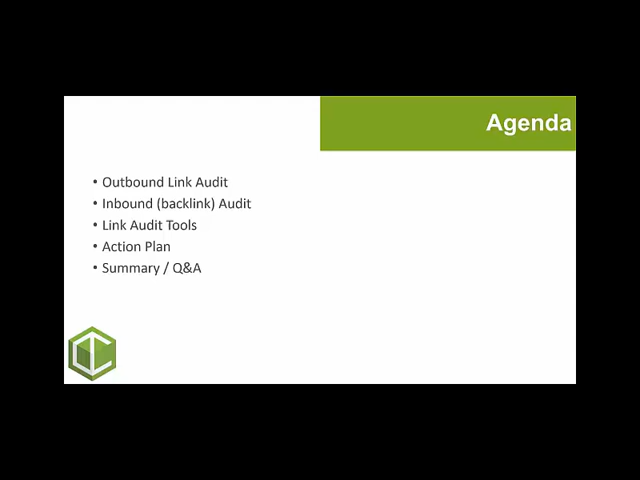 Agenda
• Outbound Link Audit
• Inbound (backlink) Audit
• Link Audit Tools
• Action Plan
• Summary / Q&A